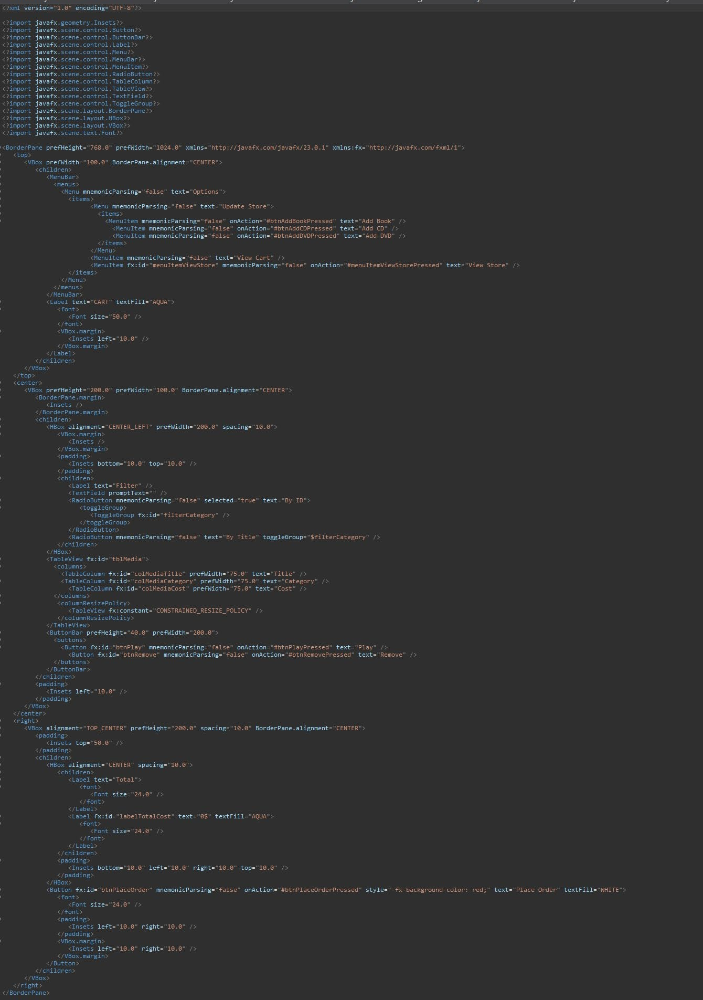 <?xml version="1.0" encoding="UTF-8"?>
<?import javafx.geometry.Insets?>
<?import javafx.scene.control.Button?>
<?import javafx.scene.control.ButtonBar?>
<?import javafx.scene.control.Label?>
<?import javafx.scene.control.Menu?>
<?import javafx.scene.control.MenuBar?>
<?import javafx.scene.control.MenuItem?>
<?import javafx.scene.control.RadioButton?>
<?import javafx.scene.control.TableColumn?>
<?import javafx.scene.control.TableView?>
<?import javafx.scene.control.TextField?>
<?import javafx.scene.control.ToggleGroup?>
<?import javafx.scene.layout.BorderPane?>
<?import javafx.scene.layout.HBox?>
<?import javafx.scene.layout.VBox?>
<?import javafx.scene.text.Font?>
<BorderPane prefHeight="768.0" prefWidth="1024.0" xmlns="http://javafx.com/javafx/23.0.1" xmlns:fx="http://javafx.com/fxml/1">
<top>
<VBox prefWidth="100.0" BorderPane.alignment="CENTER">
<children>
<MenuBar>
<menus>
<Menu mnemonicParsing="false" text="Options">
<items>
<Menu mnemonicParsing="false" text="Update Store">
<items>
<MenuItem mnemonicParsing="false" onAction="#btnAddBookPressed" text="Add Book" />
<MenuItem mnemonicParsing="false" onAction="#btnAddCDPressed" text="Add CD" />
<MenuItem mnemonicParsing="false" onAction="#btnAddDVDPressed" text="Add DVD" />
</items>
</Menu>
<MenuItem mnemonicParsing="false" text="View Cart" />
<MenuItem fx:id="menuItemViewStore" mnemonicParsing="false" onAction="#menuItemViewStorePressed" text="View Store" />
</items>
</Menu>
</menus>
</MenuBar>
<Label text="CART" textFill="AQUA">
<font>
<Font size="50.0" />
</font>
<VBox.margin>
<Insets left="10.0" />
</VBox.margin>
</Label>
</children>
</VBox>
</top>
<center>
<VBox prefHeight="200.0" prefWidth="100.0" BorderPane.alignment="CENTER">
<BorderPane.margin>
<Insets />
</BorderPane.margin>
<children>
<HBox alignment="CENTER_LEFT" prefWidth="200.0" spacing="10.0">
<VBox.margin>
<Insets />
</VBox.margin>
<padding>
<Insets bottom="10.0" top="10.0" />
</padding>
<children>
<Label text="Filter" />
<TextField promptText="" />
<RadioButton mnemonicParsing="false" selected="true" text="By ID">
<toggleGroup>
<ToggleGroup fx:id="filterCategory" />
</toggleGroup>
</RadioButton>
<RadioButton mnemonicParsing="false" text="By Title" toggleGroup="$filterCategory" />
</children>
</HBox>
<TableView fx:id="tblMedia">
<columns>
<TableColumn fx:id="colMediaTitle" prefWidth="75.0" text="Title" />
<TableColumn fx:id="colMediaCategory" prefWidth="75.0" text="Category" />
<TableColumn fx:id="colMediaCost" prefWidth="75.0" text="Cost" />
</columns>
<columnResizePolicy>
<TableView fx:constant="CONSTRAINED_RESIZE_POLICY" />
</columnResizePolicy>
</TableView>
<ButtonBar prefHeight="40.0" prefWidth="200.0">
<buttons>
<Button fx:id="btnPlay" mnemonicParsing="false" onAction="#btnPlayPressed" text="Play" />
<Button fx:id="btnRemove" mnemonicParsing="false" onAction="#btnRemovePressed" text="Remove" />
</buttons>
</ButtonBar>
</children>
<padding>
<Insets left="10.0" />
</padding>
</VBox>
</center>
<right>
<VBox alignment="TOP_CENTER" prefHeight="200.0" spacing="10.0" BorderPane.alignment="CENTER">
<padding>
<Insets top="50.0" />
</padding>
<children>
<HBox alignment="CENTER" spacing="10.0">
<children>
<Label text="Total">
<font>
<Font size="24.0" />
</font>
</Label>
<Label fx:id="labelTotalCost" text="0$" textFill="AQUA">
<font>
<Font size="24.0" />
</font>
</Label>
</children>
<padding>
<Insets bottom="10.0" left="10.0" right="10.0" top="10.0" />
</padding>
</HBox>
<Button fx:id="btnPlaceOrder" mnemonicParsing="false" onAction="#btnPlaceOrderPressed" style="-fx-background-color: red;" text="Place Order" textFill="WHITE">
<font>
<Font size="24.0" />
</font>
<padding>
<Insets left="10.0" right="10.0" />
</padding>
<VBox.margin>
<Insets left="10.0" right="10.0" />
</VBox.margin>
</Button>
</children>
</VBox>
</right>
</BorderPane>